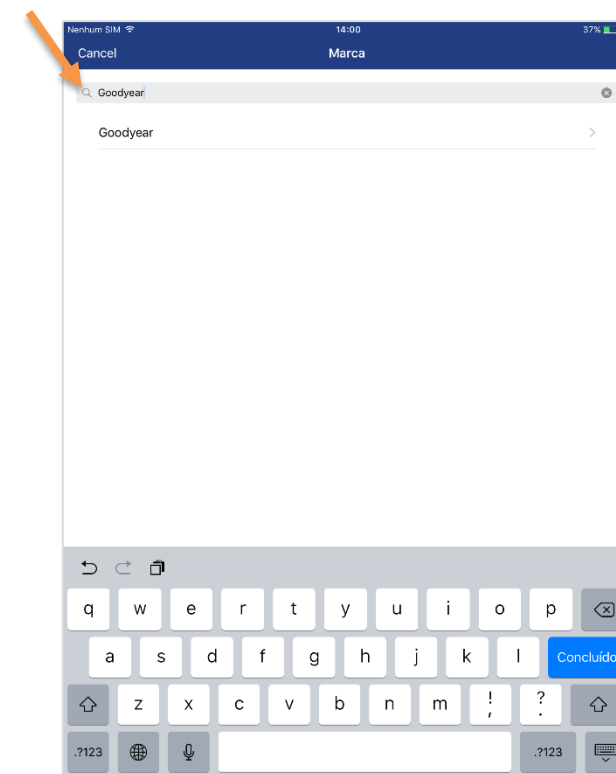 Nenhum SIM 14:00 37%
Cancel Marca
Goodyear
Goodyear
q w e r t y u i o p
a s d f g h j k l Concluído
z x c v b n m ! , ? .
.?123 .?123